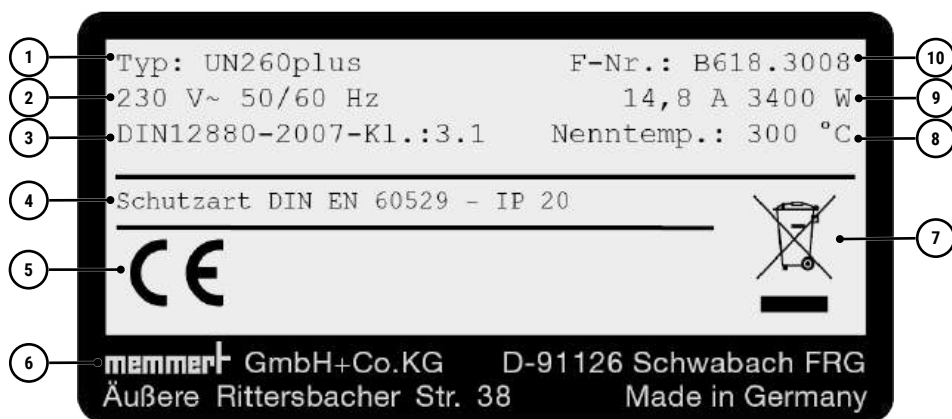 1 Typ: UN260plus F-Nr.: B618.3008 10
2 230 V~ 50/60 Hz 14,8 A 3400 W 9
3 DIN12880-2007-Kl.:3.1 Nenntemp.: 300 °C 8
4 Schutzart DIN EN 60529 - IP 20
7
5 CE
6 memmert GmbH+Co.KG D-91126 Schwabach FRG
Äußere Rittersbacher Str. 38 Made in Germany